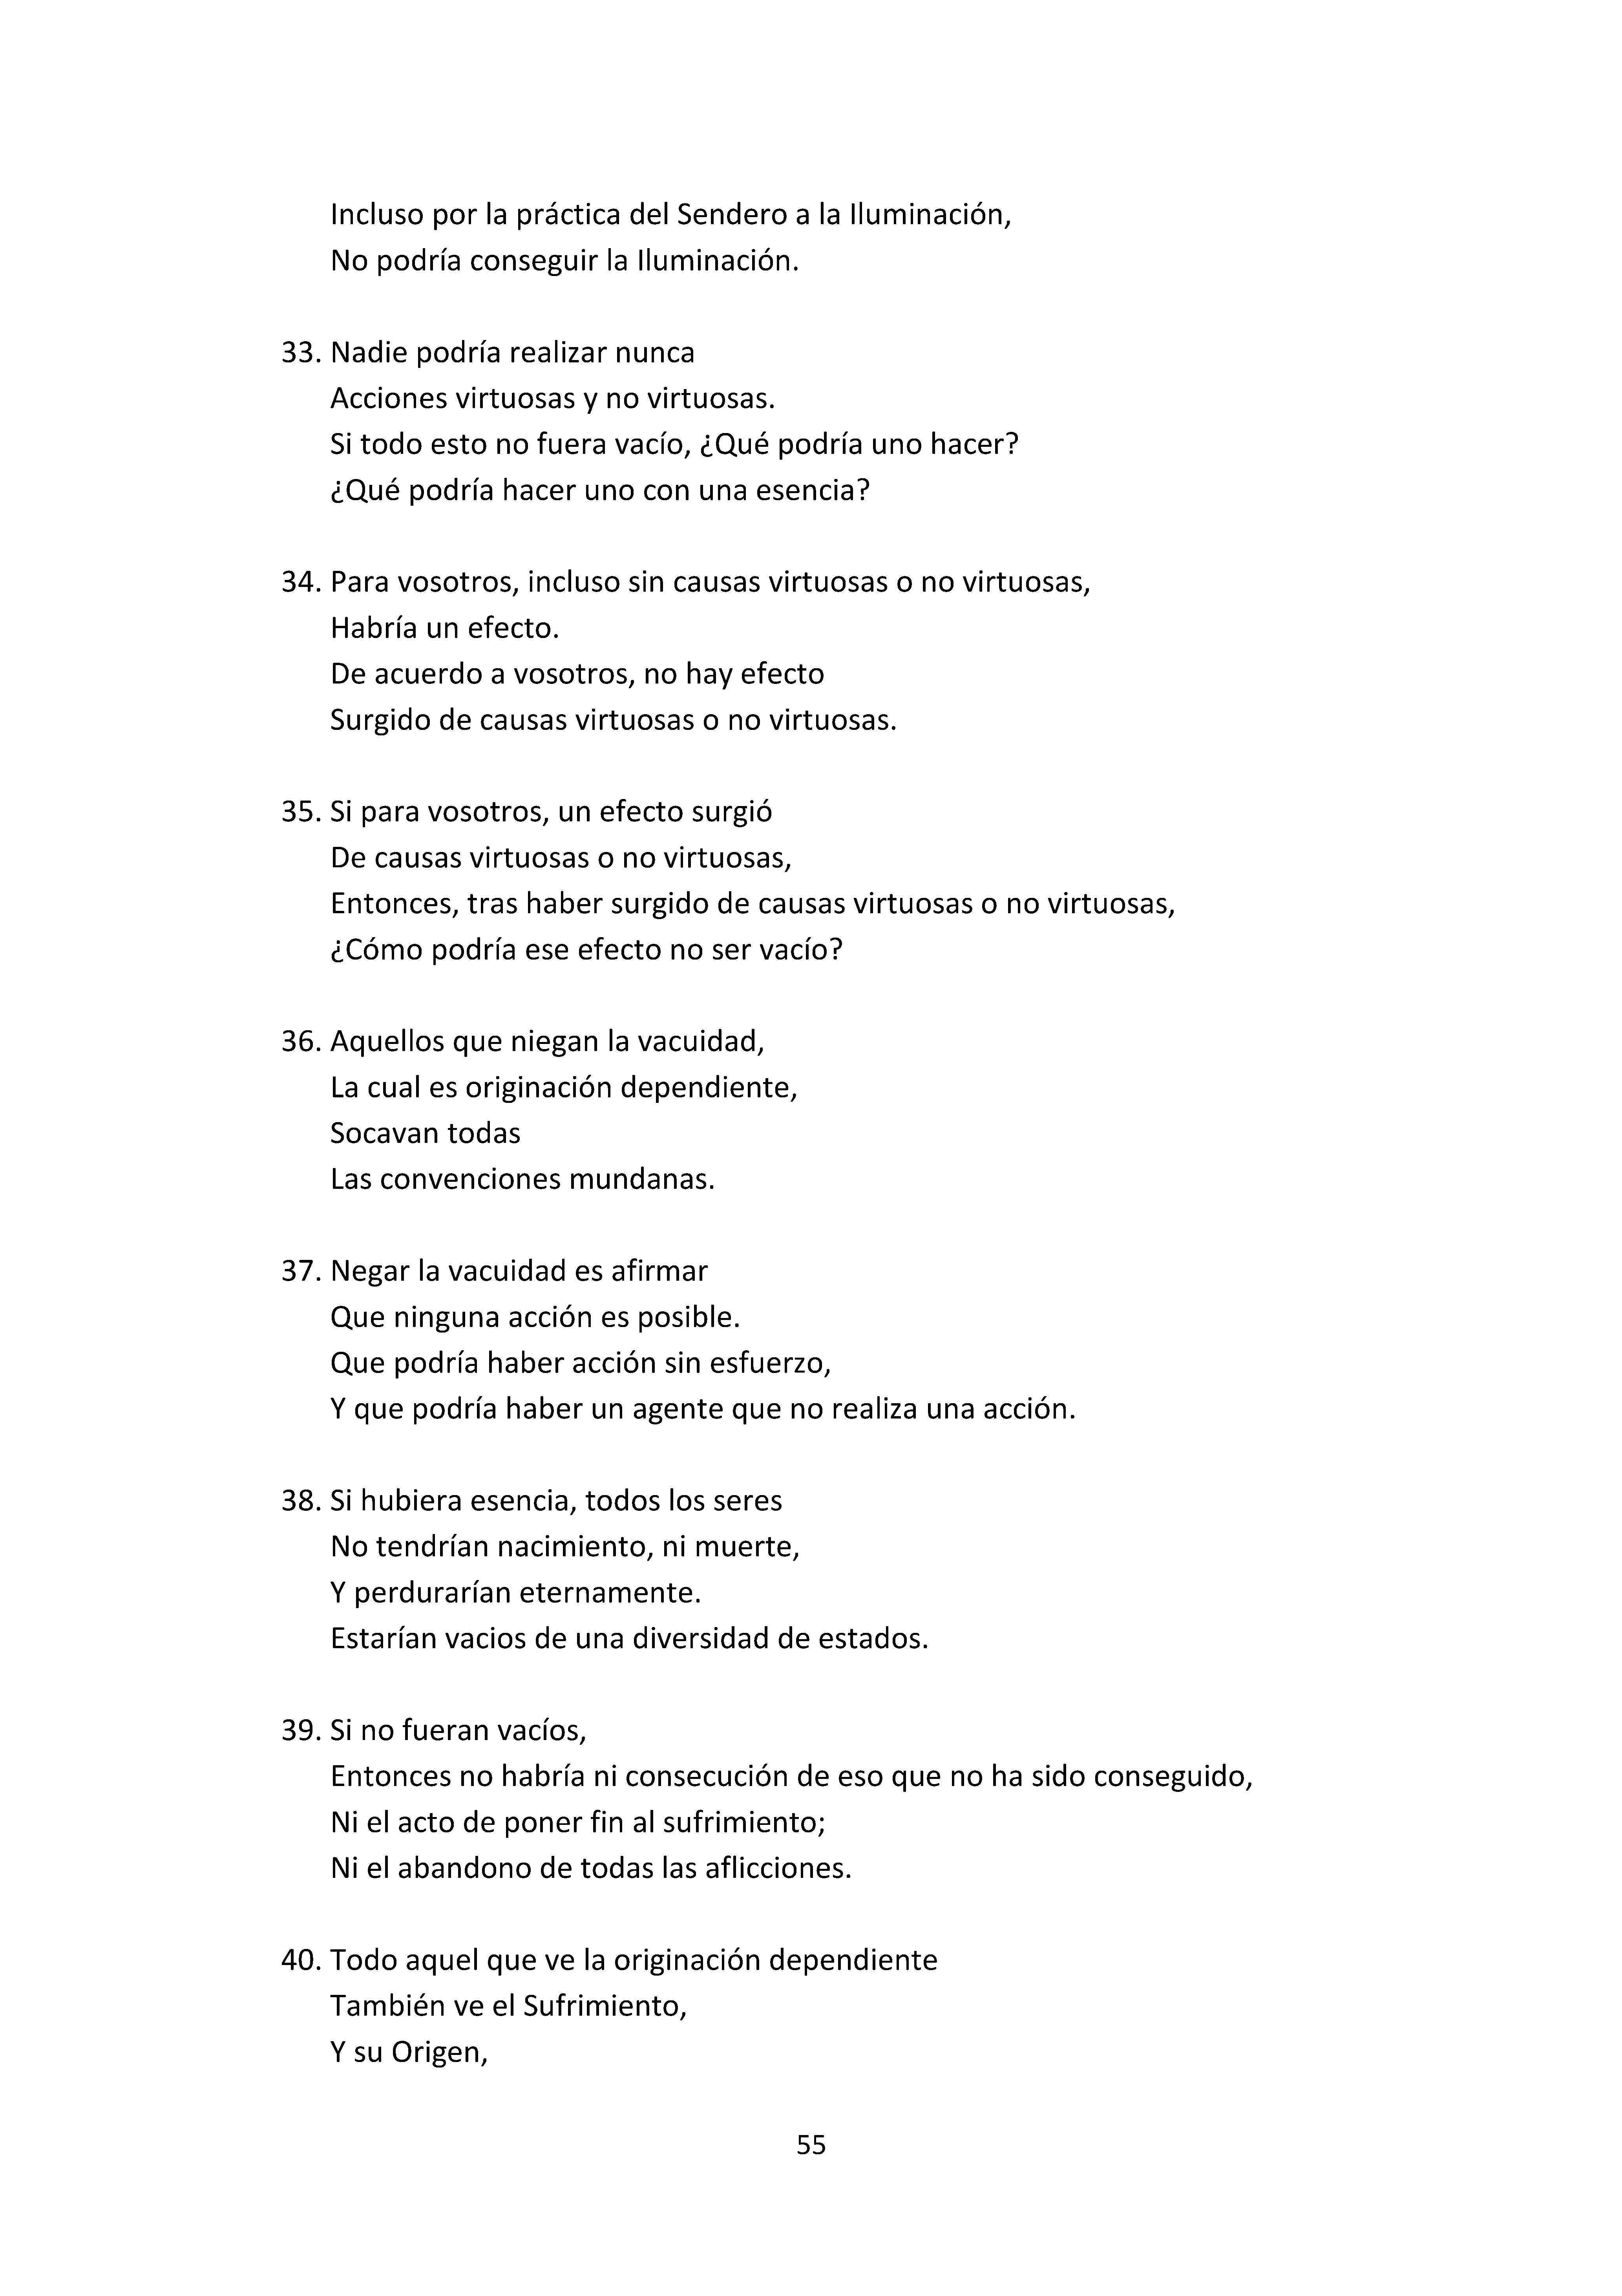 Incluso por la práctica del Sendero a la Iluminación,
No podría conseguir la Iluminación.
33. Nadie podría realizar nunca
Acciones virtuosas y no virtuosas.
Si todo esto no fuera vacío, ¿Qué podría uno hacer?
¿Qué podría hacer uno con una esencia?
34. Para vosotros, incluso sin causas virtuosas o no virtuosas,
Habría un efecto.
De acuerdo a vosotros, no hay efecto
Surgido de causas virtuosas o no virtuosas.
35. Si para vosotros, un efecto surgió
De causas virtuosas o no virtuosas,
Entonces, tras haber surgido de causas virtuosas o no virtuosas,
¿Cómo podría ese efecto no ser vacío?
36. Aquellos que niegan la vacuidad,
La cual es originación dependiente,
Socavan todas
Las convenciones mundanas.
37. Negar la vacuidad es afirmar
Que ninguna acción es posible.
Que podría haber acción sin esfuerzo,
Y que podría haber un agente que no realiza una acción.
38. Si hubiera esencia, todos los seres
No tendrían nacimiento, ni muerte,
Y perdurarían eternamente.
Estarían vacios de una diversidad de estados.
39. Si no fueran vacíos,
Entonces no habría ni consecución de eso que no ha sido conseguido,
Ni el acto de poner fin al sufrimiento;
Ni el abandono de todas las aflicciones.
40. Todo aquel que ve la originación dependiente
También ve el Sufrimiento,
Y su Origen,
55